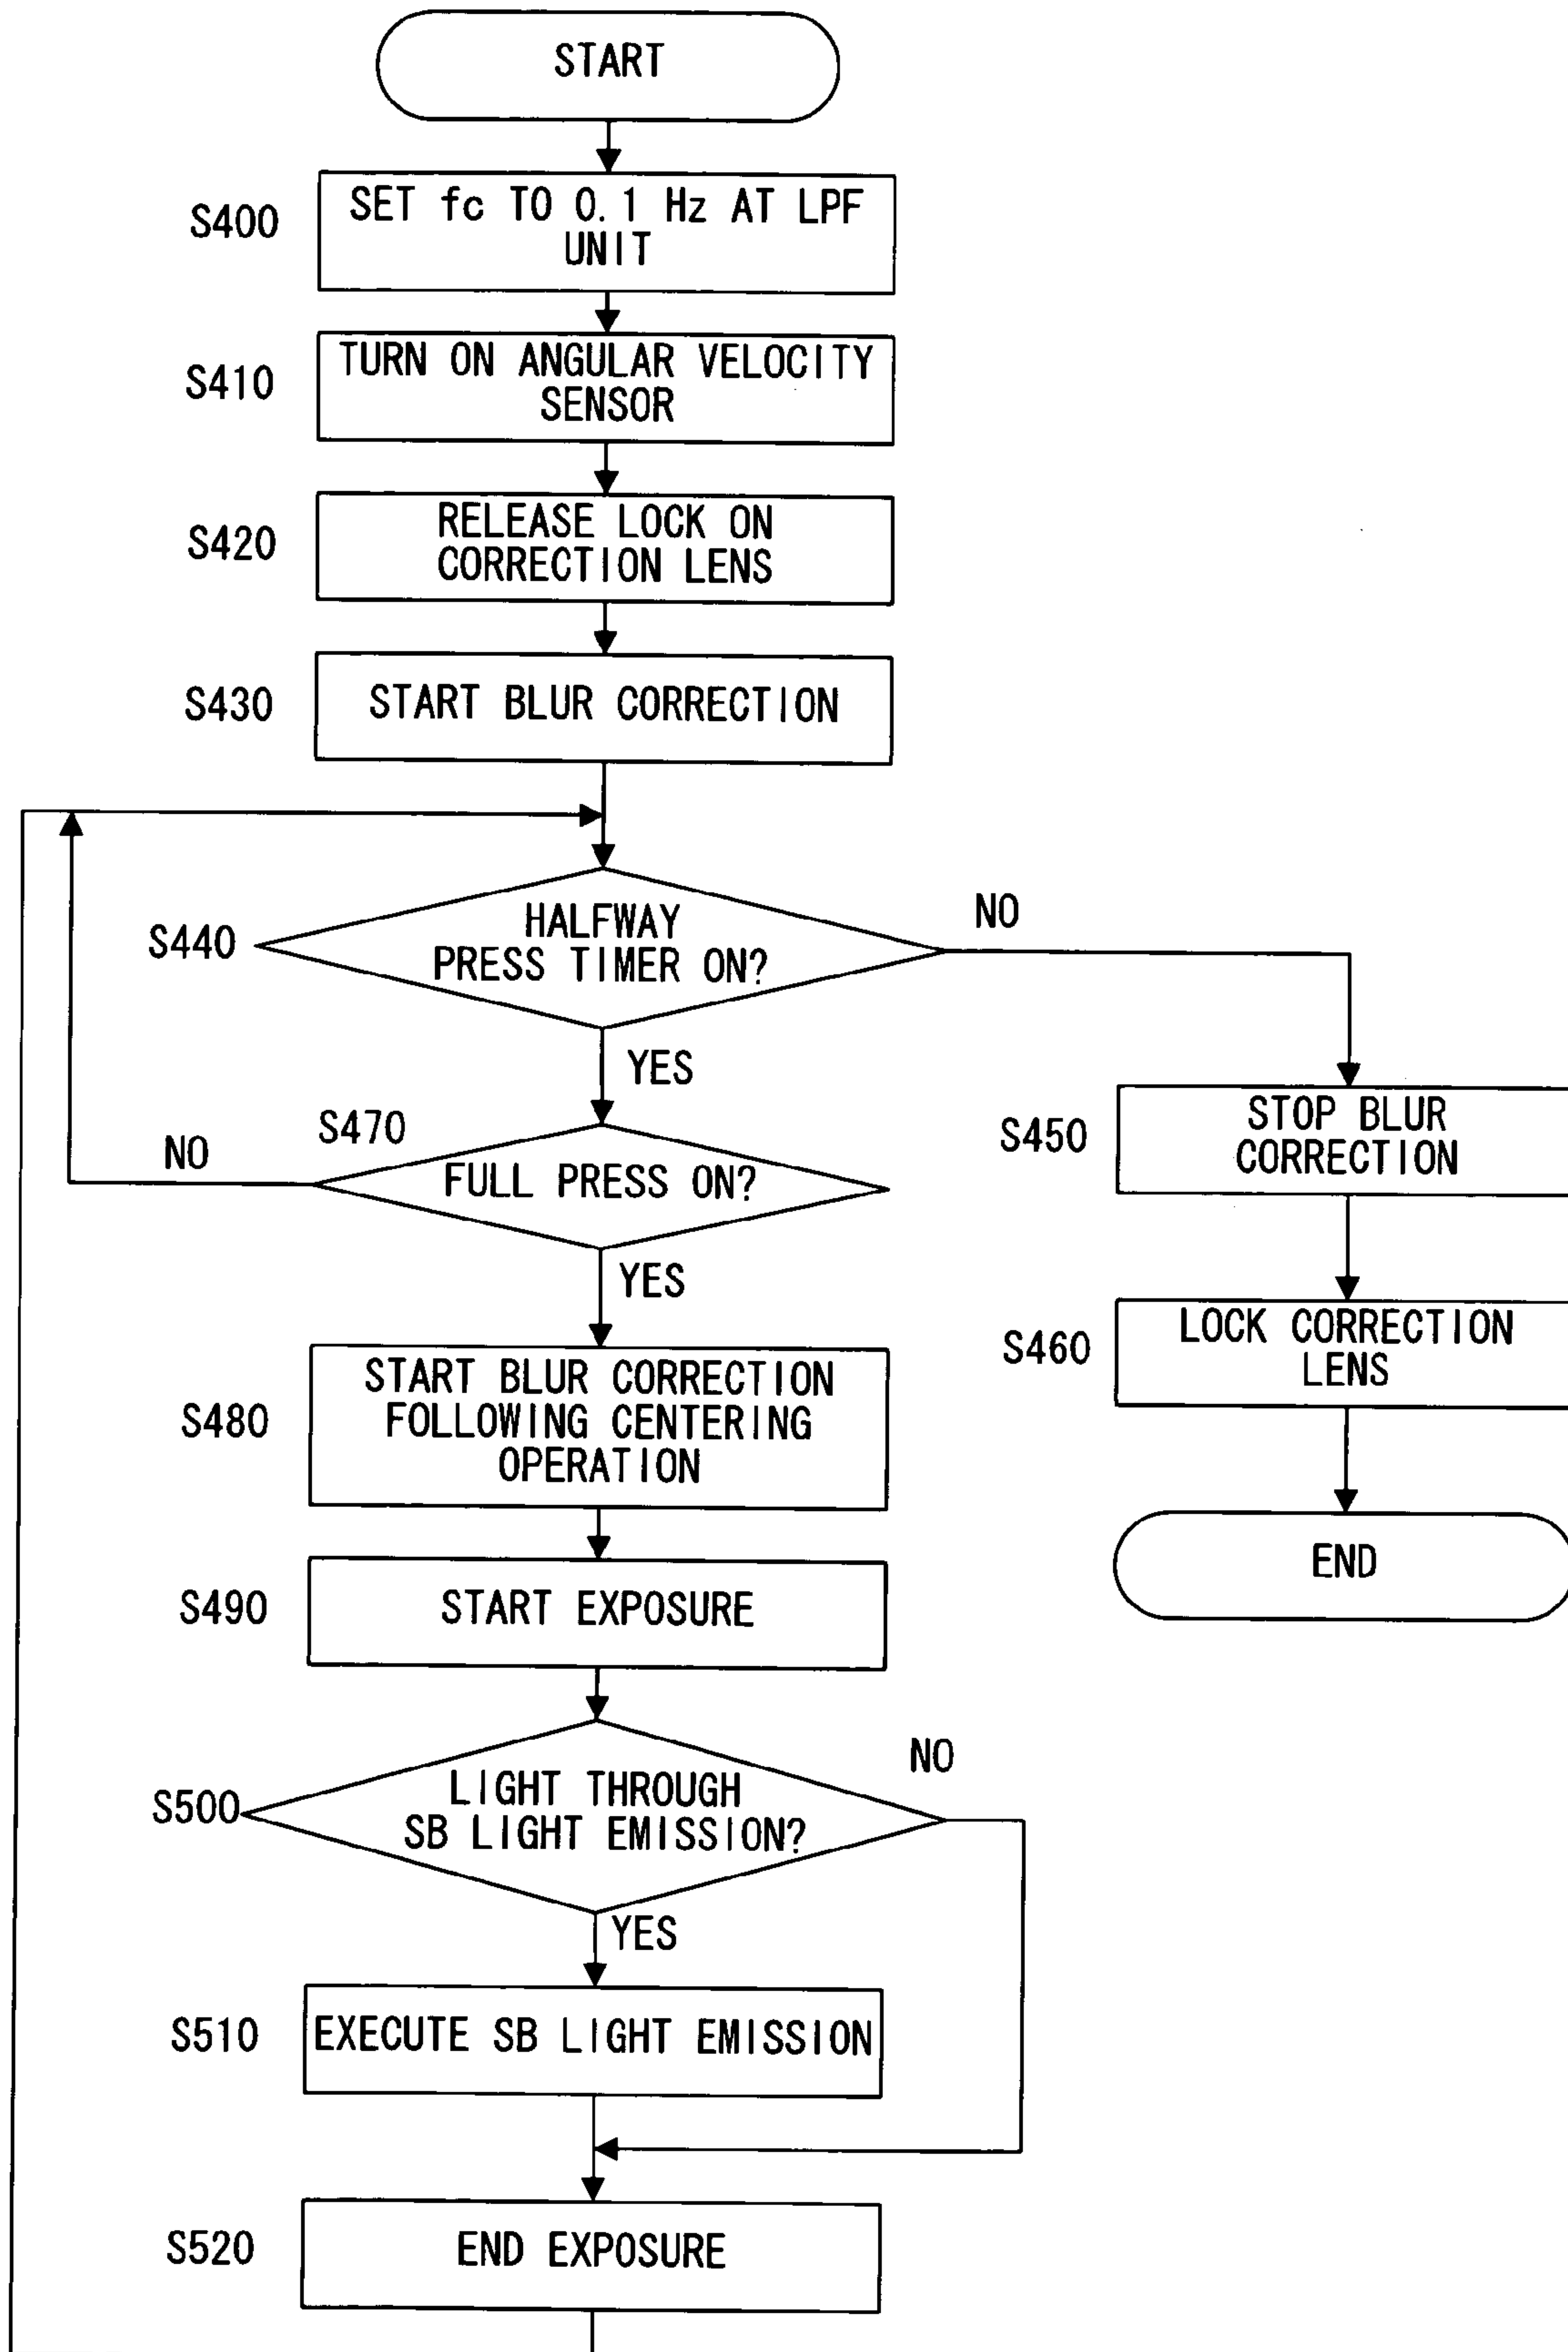 START
S400
SET fc TO 0.1 Hz AT LPF
UNIT
S410
TURN ON ANGULAR VELOCITY
SENSOR
S420
RELEASE LOCK ON
CORRECTION LENS
S430
START BLUR CORRECTION
S440
HALFWAY
PRESS TIMER ON?
NO
YES
S450
STOP BLUR
CORRECTION
S460
LOCK CORRECTION
LENS
END
S470
FULL PRESS ON?
NO
YES
S480
START BLUR CORRECTION
FOLLOWING CENTERING
OPERATION
S490
START EXPOSURE
S500
LIGHT THROUGH
SB LIGHT EMISSION?
NO
YES
S510
EXECUTE SB LIGHT EMISSION
S520
END EXPOSURE